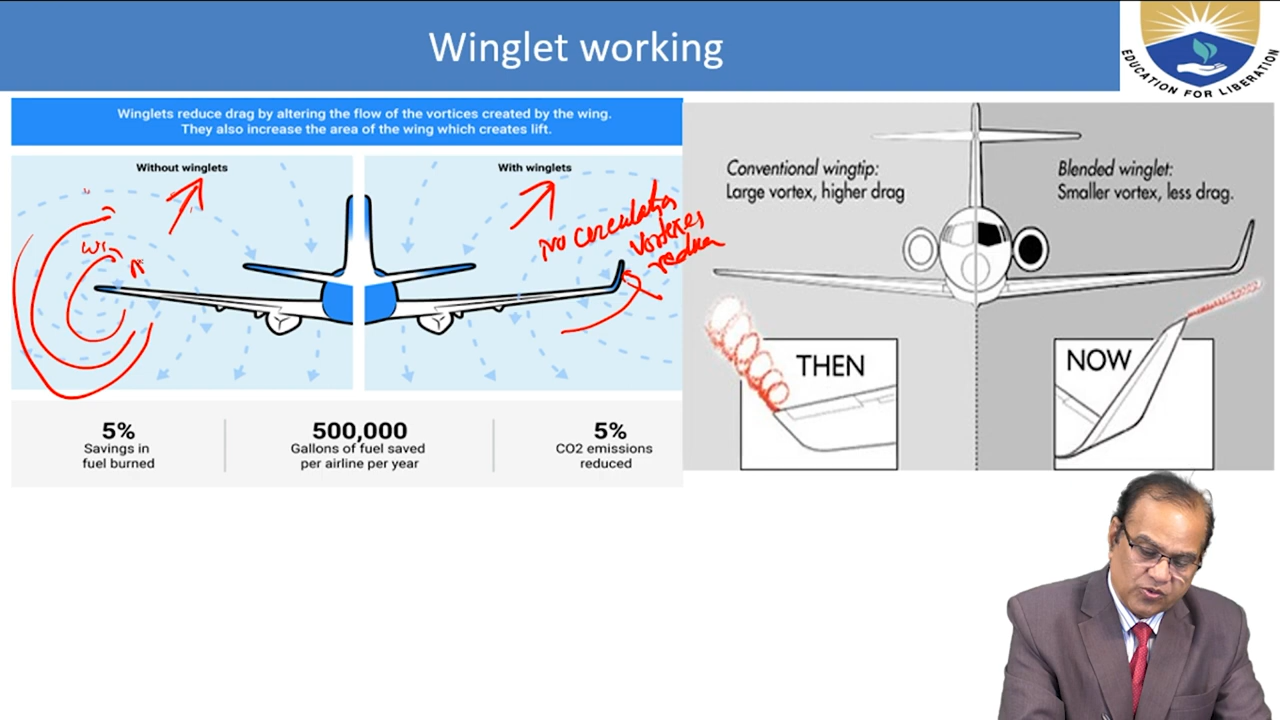 Winglet working
EDUCATION FOR LIBERATION
Winglets reduce drag by altering the flow of the vortices created by the wing.
They also increase the area of the wing which creates lift.
Without winglets
With winglets
no circulation
vortexes
5%
Savings in
fuel burned
500,000
Gallons of fuel saved
per airline per year
5%
CO2 emissions
reduced
Conventional wingtip:
Large vortex, higher drag
Blended winglet:
Smaller vortex, less drag.
THEN
NOW